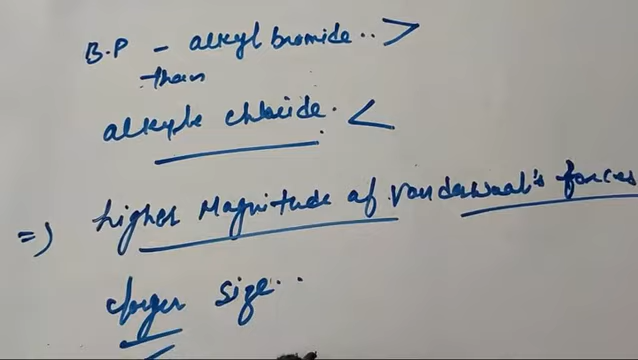 B.P - alkyl bromide.. >
than
alkyle chloride. <
=> higher Magnitude of Vanderwaal's forces
larger size..